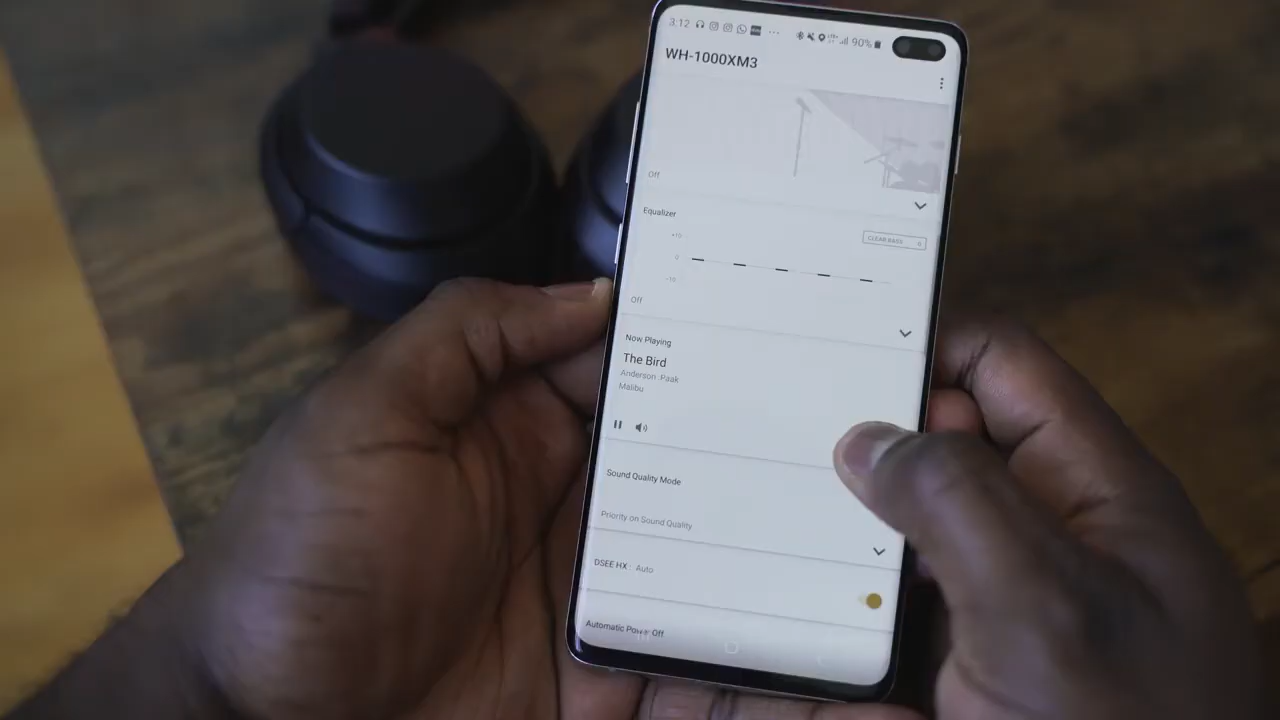 3:12 90%
WH-1000XM3
Off
Equalizer
CLEAR BASS
+10
0
-10
Off
Now Playing
The Bird
Anderson .Paak
Malibu
Sound Quality Mode
Priority on Sound Quality
DSEE HX : Auto
Automatic Power Off